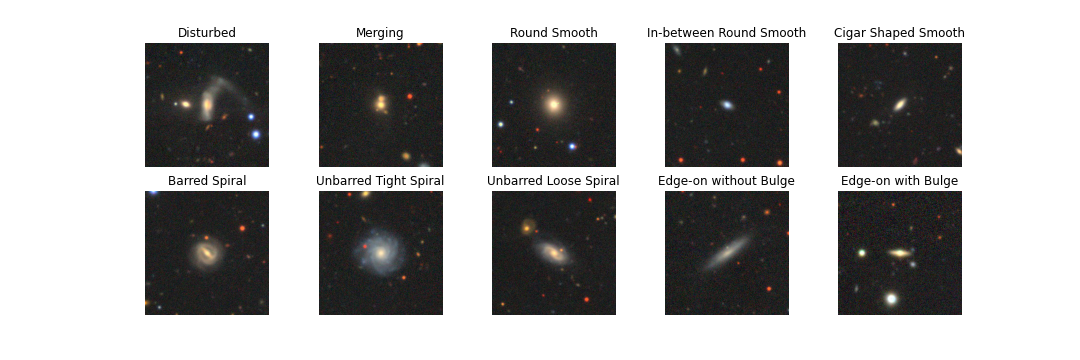 Disturbed
Merging
Round Smooth
In-between Round Smooth
Cigar Shaped Smooth
Barred Spiral
Unbarred Tight Spiral
Unbarred Loose Spiral
Edge-on without Bulge
Edge-on with Bulge